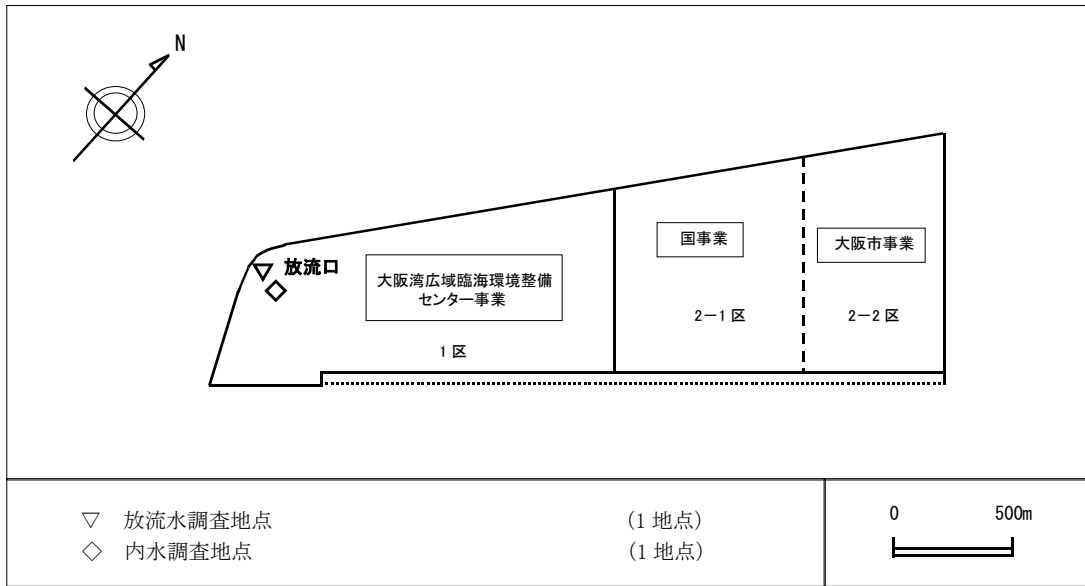 N
放流口
大阪湾広域臨海環境整備
センター事業
国事業
大阪市事業
1区
2－1区
2－2区
▽ 放流水調査地点 (1地点)
◇ 内水調査地点 (1地点)
0 500m